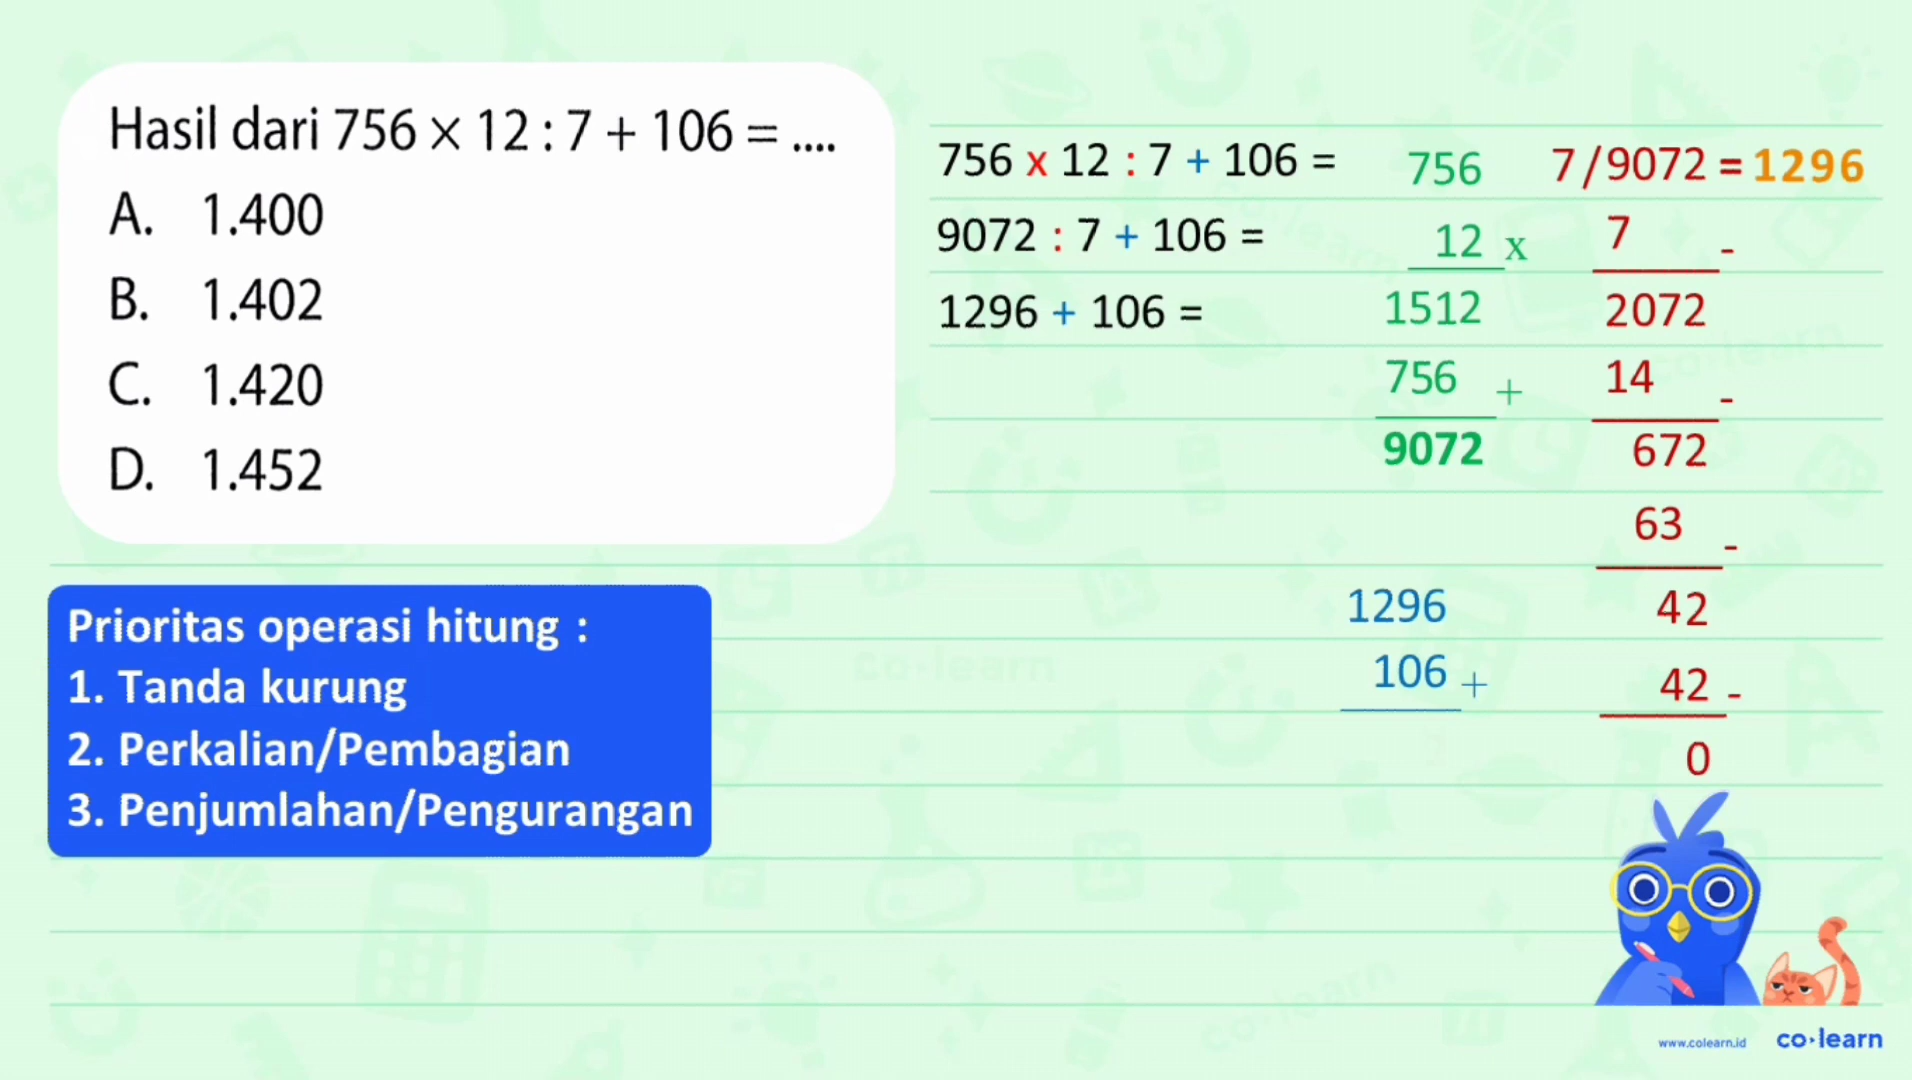 Hasil dari 756 × 12 : 7 + 106 = ....
A. 1.400
B. 1.402
C. 1.420
D. 1.452
Prioritas operasi hitung :
1. Tanda kurung
2. Perkalian/Pembagian
3. Penjumlahan/Pengurangan
756 x 12 : 7 + 106 =
9072 : 7 + 106 =
1296 + 106 =
756
12 x
1512
756 +
9072
7/9072 = 1296
7 -
2072
14 -
672
63 -
42
42 -
0
1296
106 +
www.colearn.id
co·learn